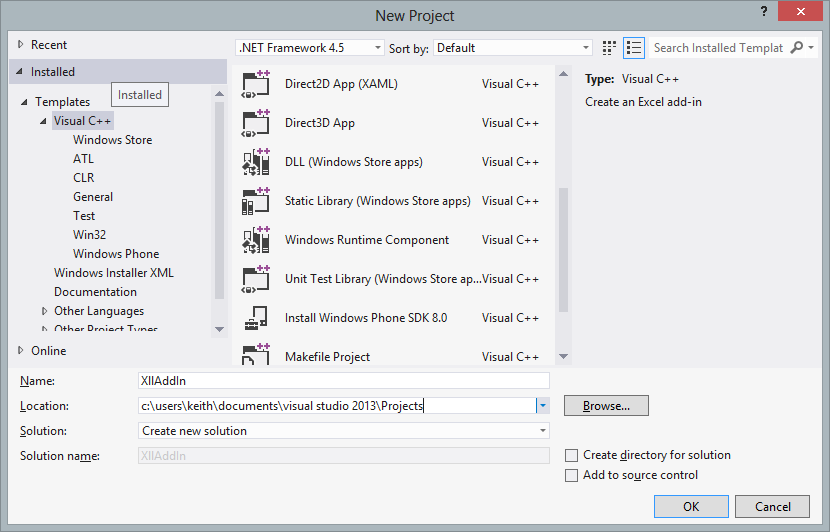 New Project
?
Recent
Installed
Installed
Templates
Visual C++
Windows Store
ATL
CLR
General
Test
Win32
Windows Phone
Windows Installer XML
Documentation
Other Languages
Other Project Types
Online
.NET Framework 4.5
Sort by: Default
Search Installed Templat
Direct2D App (XAML) Visual C++
Direct3D App Visual C++
DLL (Windows Store apps) Visual C++
Static Library (Windows Store apps) Visual C++
Windows Runtime Component Visual C++
Unit Test Library (Windows Store ap... Visual C++
Install Windows Phone SDK 8.0 Visual C++
Makefile Project Visual C++
Type: Visual C++
Create an Excel add-in
Name: XllAddIn
Location: c:\users\keith\documents\visual studio 2013\Projects
Browse...
Solution: Create new solution
Solution name: XllAddIn
Create directory for solution
Add to source control
OK Cancel